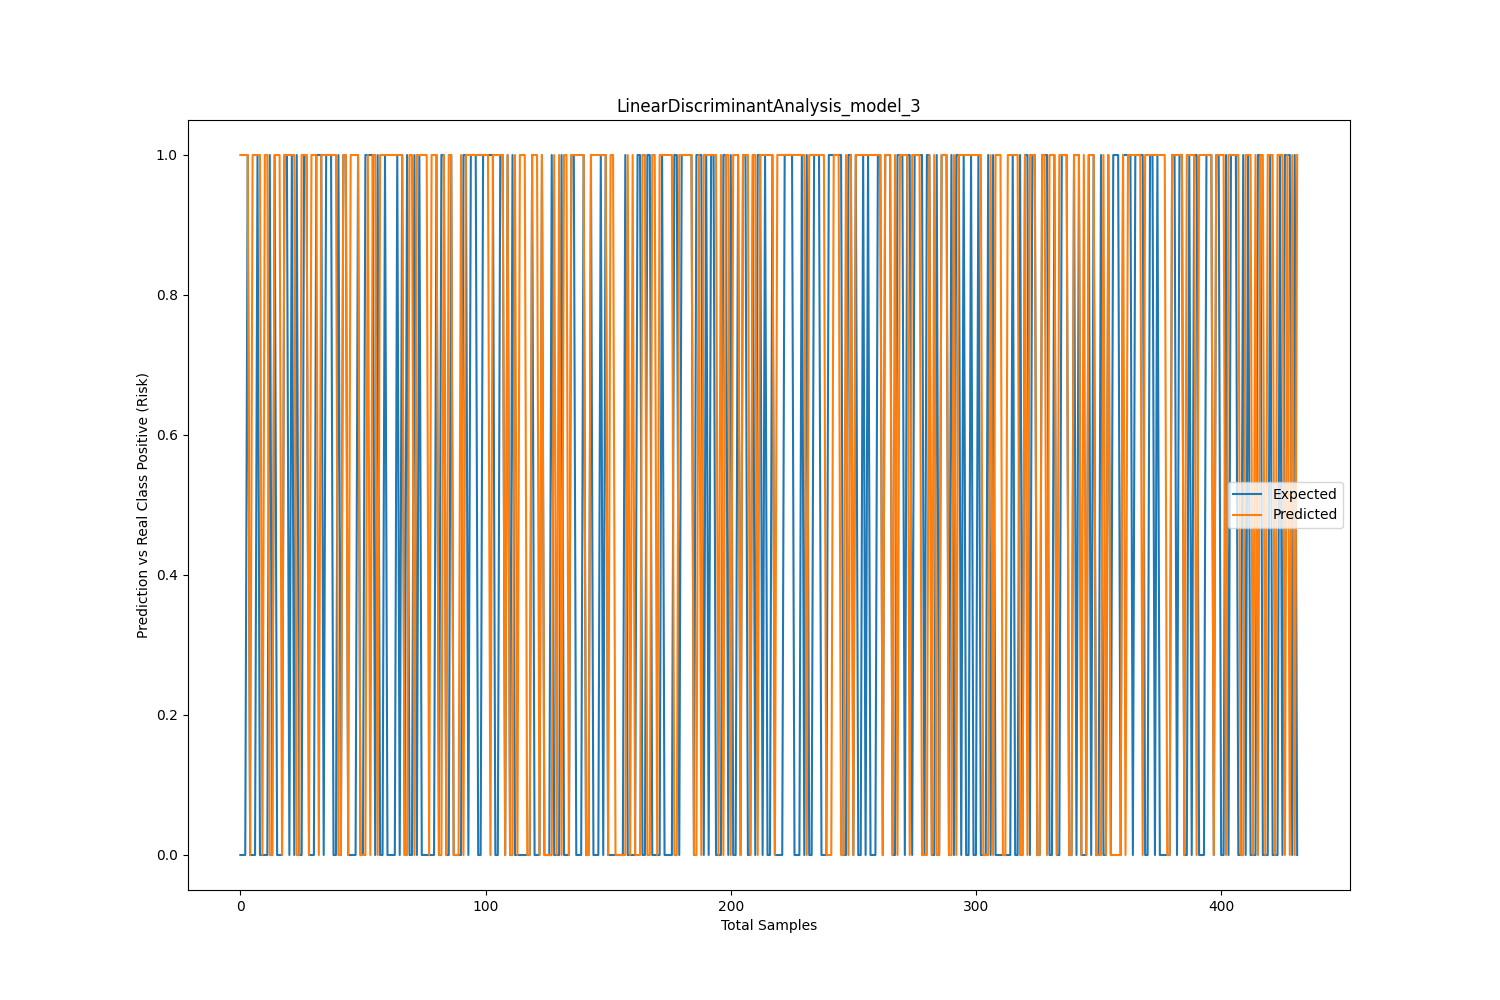 LinearDiscriminantAnalysis_model_3
Prediction vs Real Class Positive (Risk)
1.0
0.8
0.6
0.4
0.2
0.0
Expected
Predicted
0 100 200 300 400
Total Samples